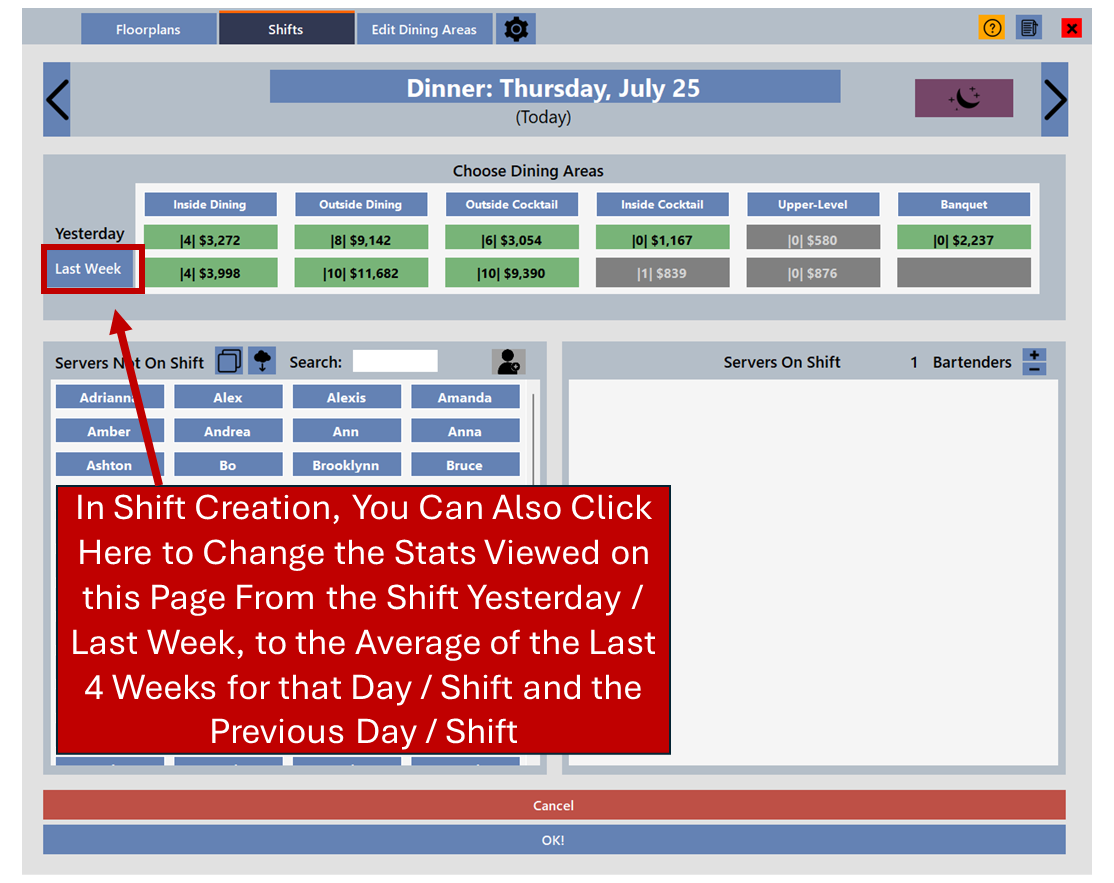 Floorplans
Shifts
Edit Dining Areas
?
Dinner: Thursday, July 25
(Today)
Choose Dining Areas
Inside Dining Outside Dining Outside Cocktail Inside Cocktail Upper-Level Banquet
Yesterday |4| $3,272 |8| $9,142 |6| $3,054 |0| $1,167 |0| $580 |0| $2,237
Last Week |4| $3,998 |10| $11,682 |10| $9,390 |1| $839 |0| $876
Servers Not On Shift Search:
Servers On Shift 1 Bartenders + −
Adrianna Alex Alexis Amanda
Amber Andrea Ann Anna
Ashton Bo Brooklynn Bruce
In Shift Creation, You Can Also Click
Here to Change the Stats Viewed on
this Page From the Shift Yesterday /
Last Week, to the Average of the Last
4 Weeks for that Day / Shift and the
Previous Day / Shift
Cancel
OK!